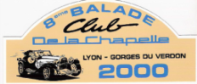 8ème BALADE
Club
De la Chapelle
LYON - GORGES DU VERDON
2000